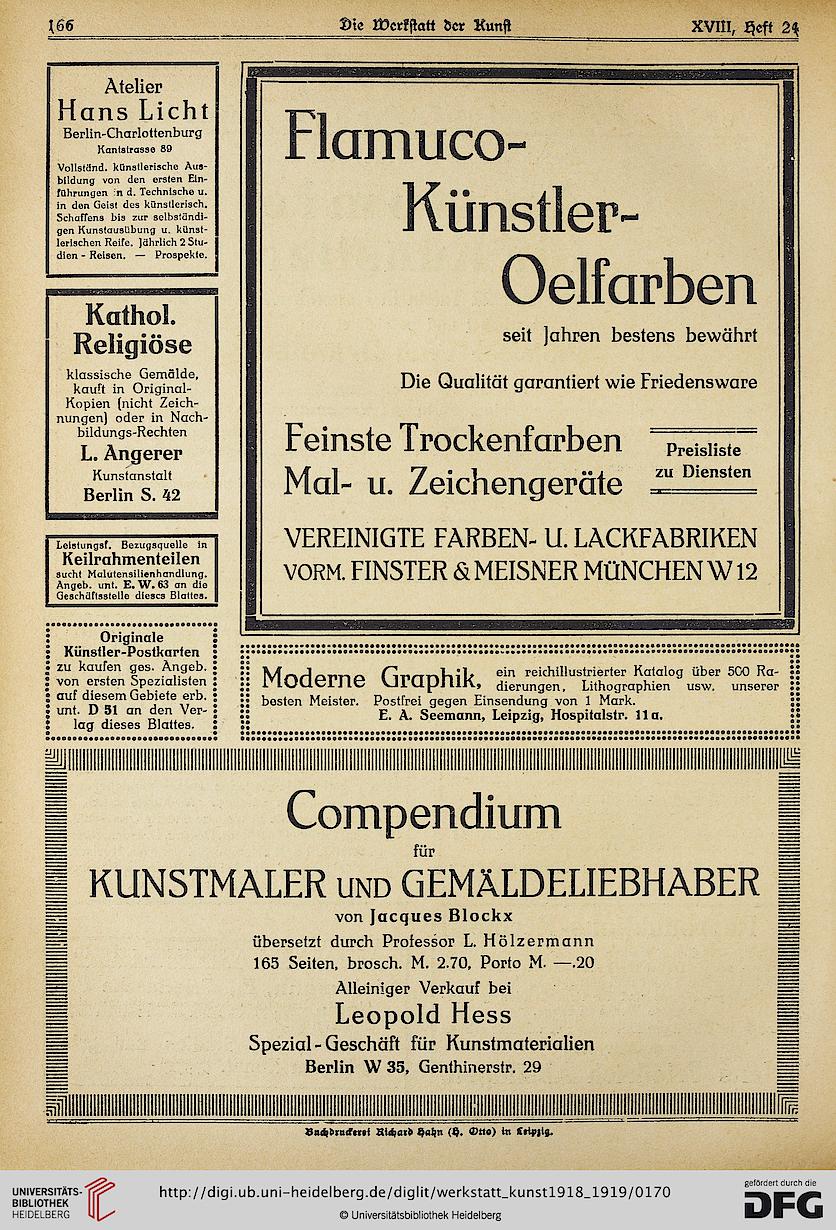 166
Die Werkstatt der Kunst
XVIII, Heft 24
Atelier
Hans Licht
Berlin-Charlottenburg
Kantstrasse 89
Vollständ. künstlerische Aus-
bildung von den ersten Ein-
führungen in d. Technische u.
in den Geist des künstlerisch.
Schaffens bis zur selbständi-
gen Kunstausübung u. künst-
lerischen Reife. Jährlich 2 Stu-
dien - Reisen. — Prospekte.
Kathol.
Religiöse
klassische Gemälde,
kauft in Original-
Kopien (nicht Zeich-
nungen) oder in Nach-
bildungs-Rechten
L. Angerer
Kunstanstalt
Berlin S. 42
Leistungsf. Bezugsquelle in
Keilrahmenteilen
sucht Malutensilienhandlung.
Angeb. unt. E. W. 63 an die
Geschäftsstelle dieses Blattes.
Originale
Künstler-Postkarten
zu kaufen ges. Angeb.
von ersten Spezialisten
auf diesem Gebiete erb.
unt. D 51 an den Ver-
lag dieses Blattes.
Flamuco-
Künstler-
Oelfarben
seit Jahren bestens bewährt
Die Qualität garantiert wie Friedensware
Feinste Trockenfarben
Mal- u. Zeichengeräte
Preisliste
zu Diensten
VEREINIGTE FARBEN- U. LACKFABRIKEN
VORM. FINSTER & MEISNER MÜNCHEN W 12
Moderne Graphik, ein reichillustrierter Katalog über 500 Ra-
dierungen, Lithographien usw. unserer
besten Meister. Postfrei gegen Einsendung von 1 Mark.
E. A. Seemann, Leipzig, Hospitalstr. 11a.
Compendium
für
KUNSTMALER UND GEMÄLDELIEBHABER
von Jacques Blockx
übersetzt durch Professor L. Hölzermann
165 Seiten, brosch. M. 2.70, Porto M. —.20
Alleiniger Verkauf bei
Leopold Hess
Spezial-Geschäft für Kunstmaterialien
Berlin W 35, Genthinerstr. 29
Buchdruckerei Richard Hahn (H. Otto) in Leipzig.
UNIVERSITÄTS-
BIBLIOTHEK
HEIDELBERG
http://digi.ub.uni-heidelberg.de/diglit/werkstatt_kunst1918_1919/0170
© Universitätsbibliothek Heidelberg
gefördert durch die
DFG